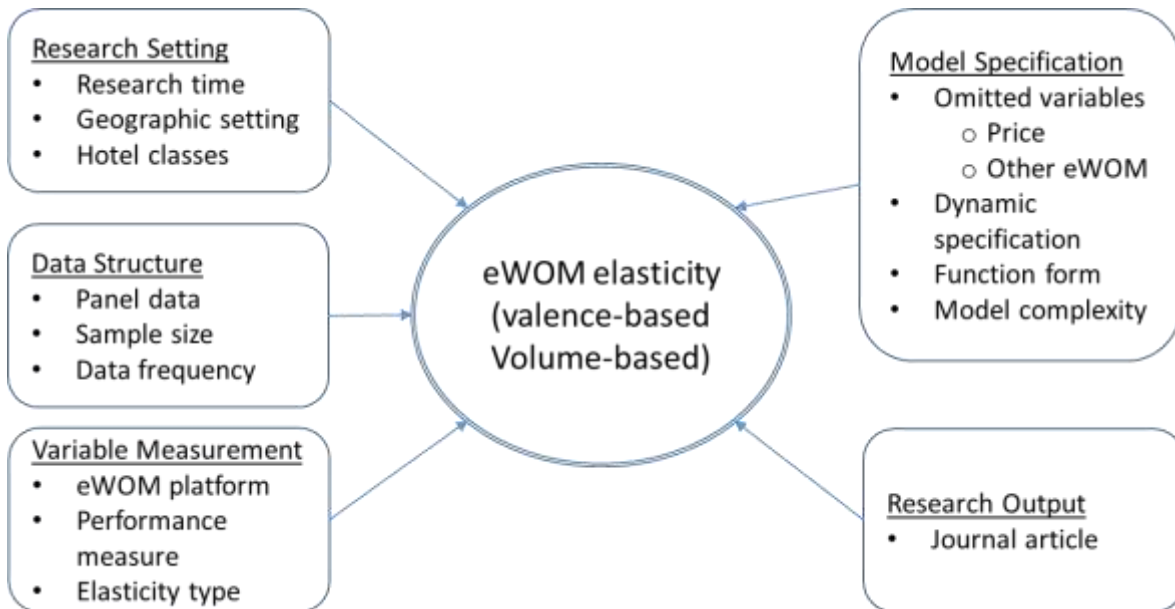 Research Setting
• Research time
• Geographic setting
• Hotel classes
Data Structure
• Panel data
• Sample size
• Data frequency
Variable Measurement
• eWOM platform
• Performance
measure
• Elasticity type
eWOM elasticity
(valence-based
Volume-based)
Model Specification
• Omitted variables
o Price
o Other eWOM
• Dynamic
specification
• Function form
• Model complexity
Research Output
• Journal article